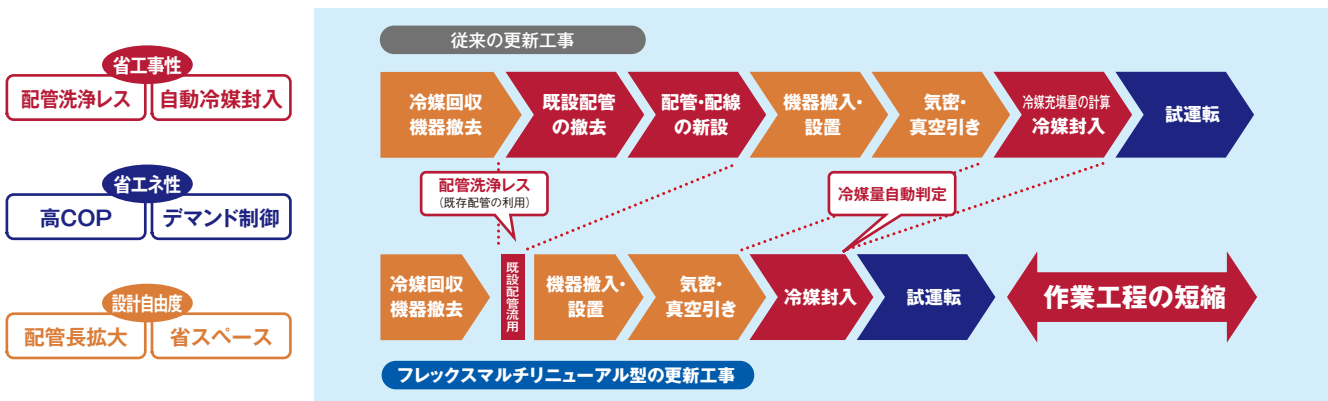 省工事性
配管洗浄レス
自動冷媒封入
省エネ性
高COP
デマンド制御
設計自由度
配管長拡大
省スペース
従来の更新工事
冷媒回収
機器撤去
既設配管
の撤去
配管・配線
の新設
機器搬入・
設置
気密・
真空引き
冷媒充填量の計算
冷媒封入
試運転
配管洗浄レス
(既存配管の利用)
冷媒量自動判定
冷媒回収
機器撤去
既設配管流用
機器搬入・
設置
気密・
真空引き
冷媒封入
試運転
作業工程の短縮
フレックスマルチリニューアル型の更新工事